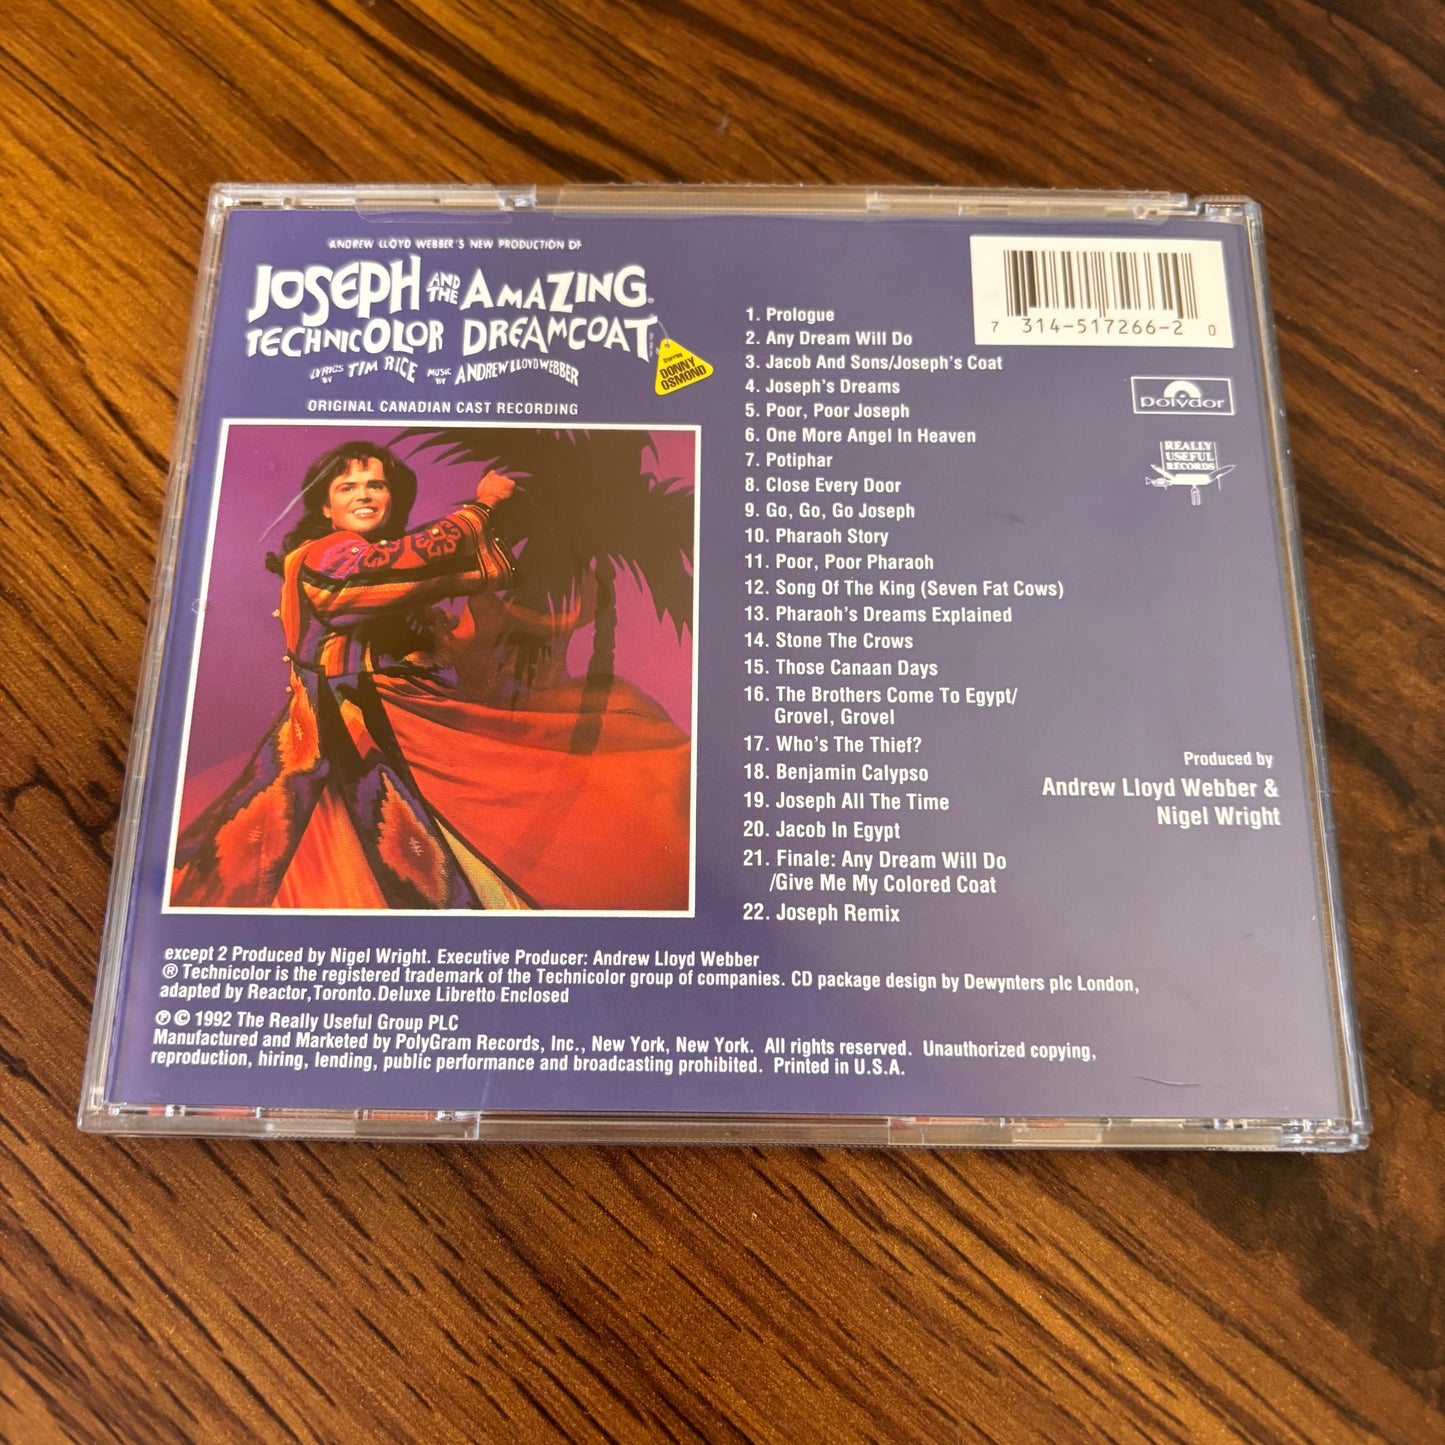 ANDREW LLOYD WEBBER'S NEW PRODUCTION OF
JOSEPH AND THE AMAZING
TECHNICOLOR DREAMCOAT
LYRICS BY TIM RICE MUSIC BY ANDREW LLOYD WEBBER
Starring
DONNY
OSMOND
ORIGINAL CANADIAN CAST RECORDING
1. Prologue
2. Any Dream Will Do
3. Jacob And Sons/Joseph's Coat
4. Joseph's Dreams
5. Poor, Poor Joseph
6. One More Angel In Heaven
7. Potiphar
8. Close Every Door
9. Go, Go, Go Joseph
10. Pharaoh Story
11. Poor, Poor Pharaoh
12. Song Of The King (Seven Fat Cows)
13. Pharaoh's Dreams Explained
14. Stone The Crows
15. Those Canaan Days
16. The Brothers Come To Egypt/
Grovel, Grovel
17. Who's The Thief?
18. Benjamin Calypso
19. Joseph All The Time
20. Jacob In Egypt
21. Finale: Any Dream Will Do
/Give Me My Colored Coat
22. Joseph Remix
7 314-517266-2 0
polydor
REALLY
USEFUL
RECORDS
Produced by
Andrew Lloyd Webber &
Nigel Wright
except 2 Produced by Nigel Wright. Executive Producer: Andrew Lloyd Webber
® Technicolor is the registered trademark of the Technicolor group of companies. CD package design by Dewynters plc London,
adapted by Reactor,Toronto.Deluxe Libretto Enclosed
℗ © 1992 The Really Useful Group PLC
Manufactured and Marketed by PolyGram Records, Inc., New York, New York. All rights reserved. Unauthorized copying,
reproduction, hiring, lending, public performance and broadcasting prohibited. Printed in U.S.A.